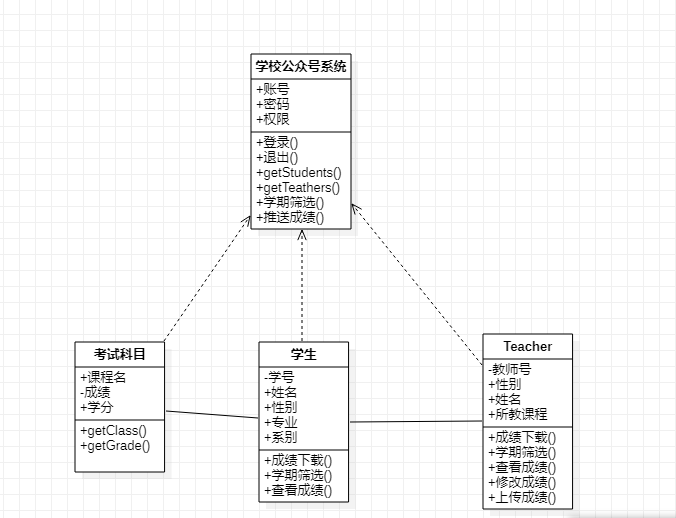 学校公众号系统
+账号
+密码
+权限
+登录()
+退出()
+getStudents()
+getTeathers()
+学期筛选()
+推送成绩()
考试科目
+课程名
-成绩
+学分
+getClass()
+getGrade()
学生
-学号
+姓名
+性别
+专业
+系别
+成绩下载()
+学期筛选()
+查看成绩()
Teacher
-教师号
+性别
+姓名
+所教课程
+成绩下载()
+学期筛选()
+查看成绩()
+修改成绩()
+上传成绩()